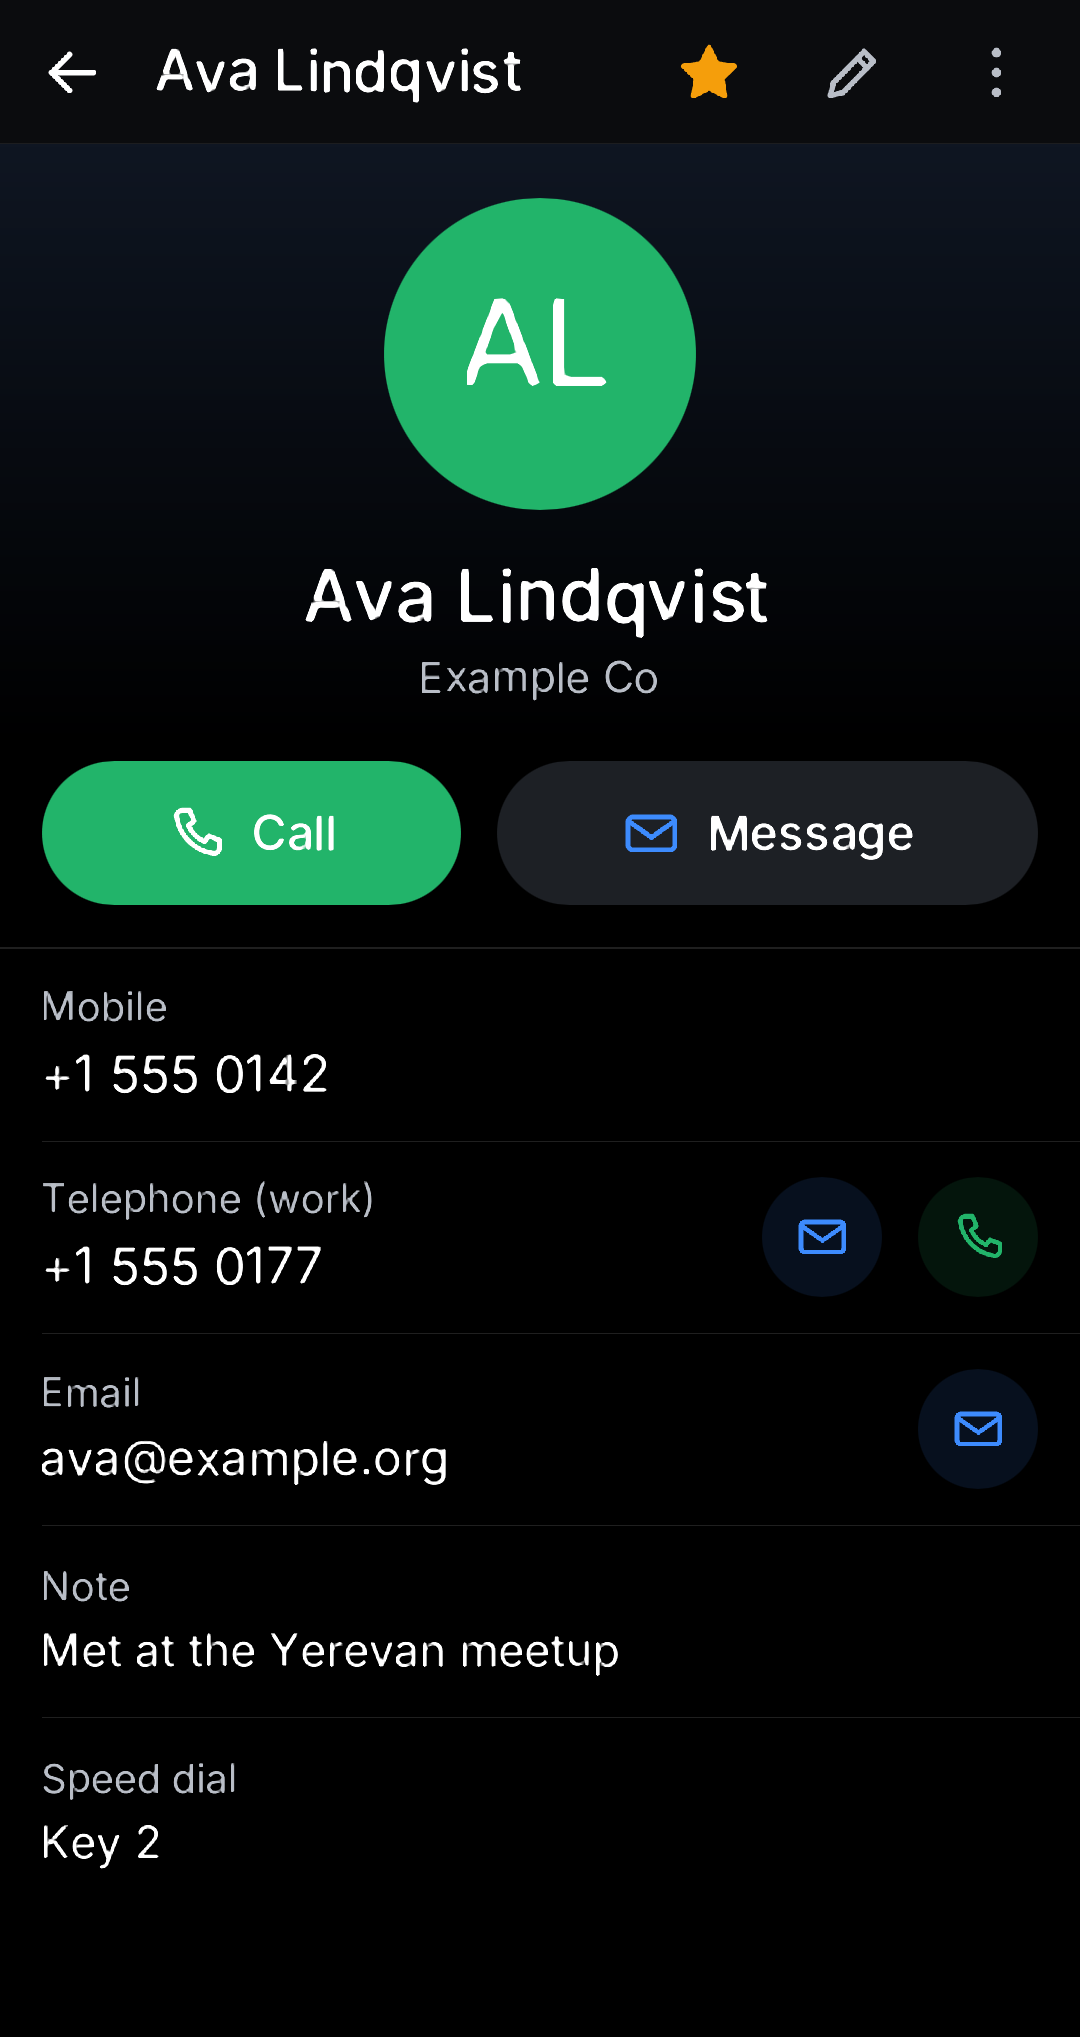 Ava Lindqvist
AL
Ava Lindqvist
Example Co
Call
Message
Mobile
+1 555 0142
Telephone (work)
+1 555 0177
Email
ava@example.org
Note
Met at the Yerevan meetup
Speed dial
Key 2